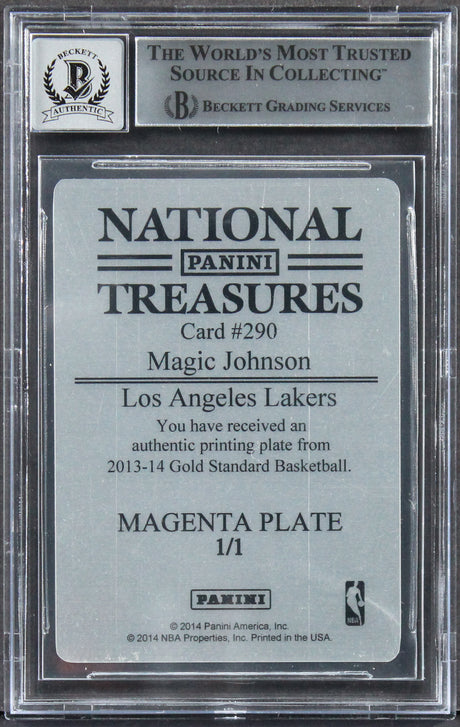 BECKETT
B
AUTHENTIC
THE WORLD'S MOST TRUSTED
SOURCE IN COLLECTING™
B BECKETT GRADING SERVICES
NATIONAL
PANINI
TREASURES
Card #290
Magic Johnson
Los Angeles Lakers
You have received an
authentic printing plate from
2013-14 Gold Standard Basketball.
MAGENTA PLATE
1/1
PANINI
NBA
© 2014 Panini America, Inc.
© 2014 NBA Properties, Inc. Printed in the USA.